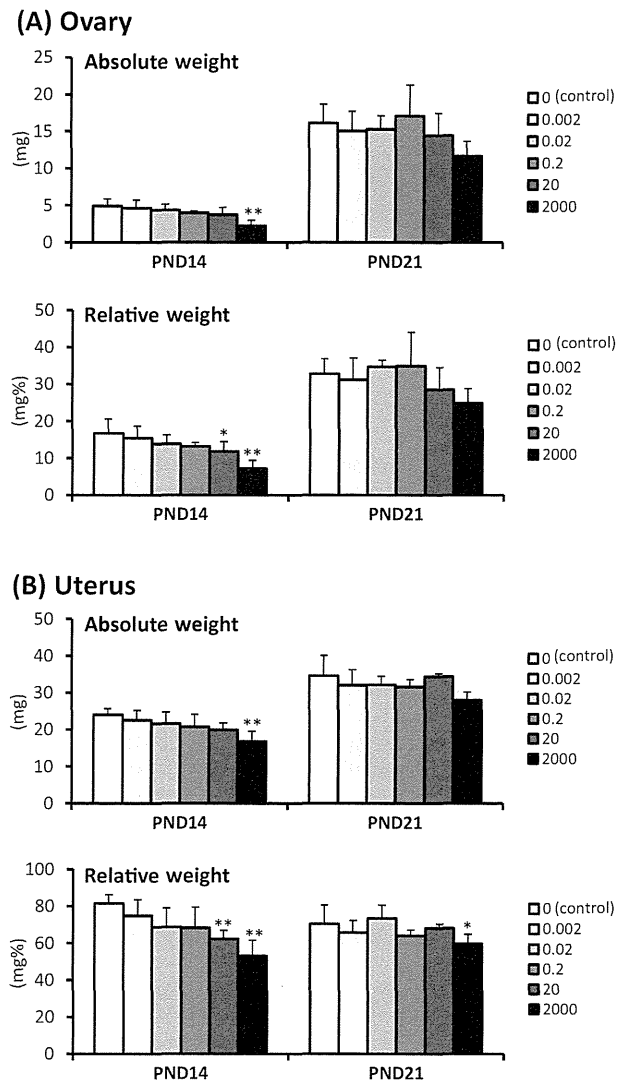 (A) Ovary
Absolute weight
25
20
15
10
5
0
(mg)
**
PND14
PND21
0 (control)
0.002
0.02
0.2
20
2000
Relative weight
50
40
30
20
10
0
(mg%)
*
**
PND14
PND21
0 (control)
0.002
0.02
0.2
20
2000
(B) Uterus
Absolute weight
50
40
30
20
10
0
(mg)
**
PND14
PND21
0 (control)
0.002
0.02
0.2
20
2000
Relative weight
100
80
60
40
20
0
(mg%)
**
**
*
PND14
PND21
0 (control)
0.002
0.02
0.2
20
2000